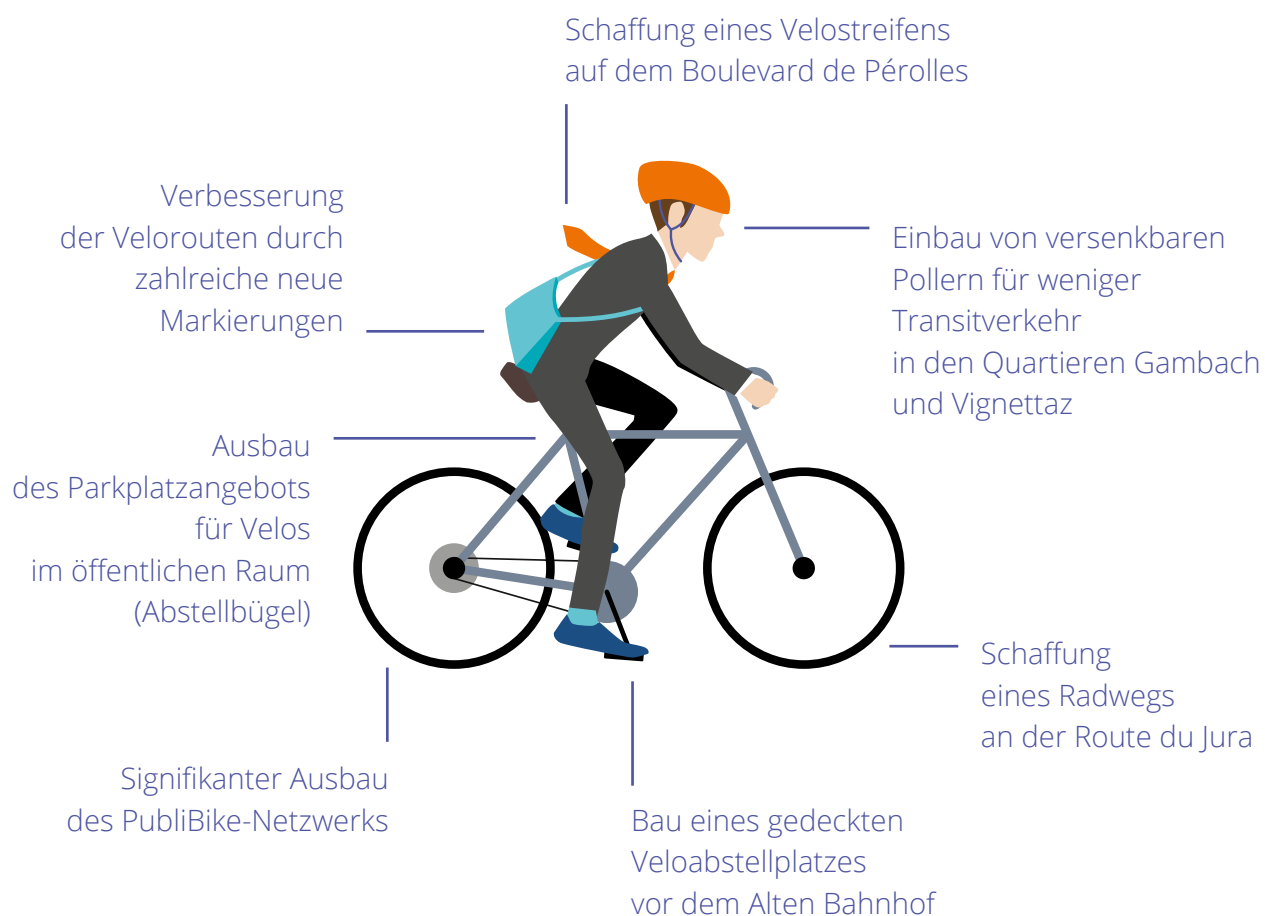 Schaffung eines Velostreifens
auf dem Boulevard de Pérolles
Verbesserung
der Velorouten durch
zahlreiche neue
Markierungen
Einbau von versenkbaren
Pollern für weniger
Transitverkehr
in den Quartieren Gambach
und Vignettaz
Ausbau
des Parkplatzangebots
für Velos
im öffentlichen Raum
(Abstellbügel)
Schaffung
eines Radwegs
an der Route du Jura
Signifikanter Ausbau
des PubliBike-Netzwerks
Bau eines gedeckten
Veloabstellplatzes
vor dem Alten Bahnhof